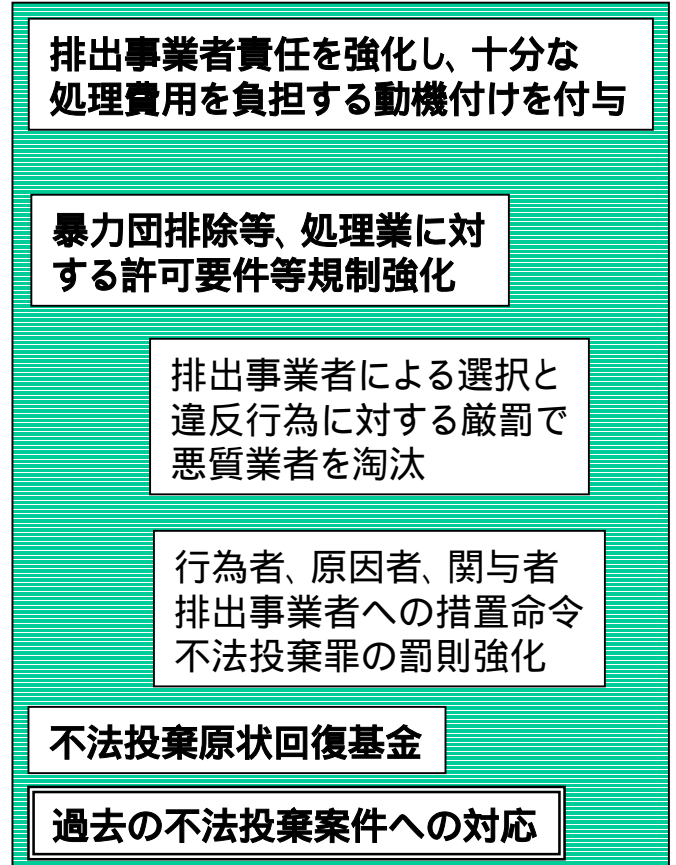 排出事業者責任を強化し、十分な
処理費用を負担する動機付けを付与
暴力団排除等、処理業に対
する許可要件等規制強化
排出事業者による選択と
違反行為に対する厳罰で
悪質業者を淘汰
行為者、原因者、関与者
排出事業者への措置命令
不法投棄罪の罰則強化
不法投棄原状回復基金
過去の不法投棄案件への対応